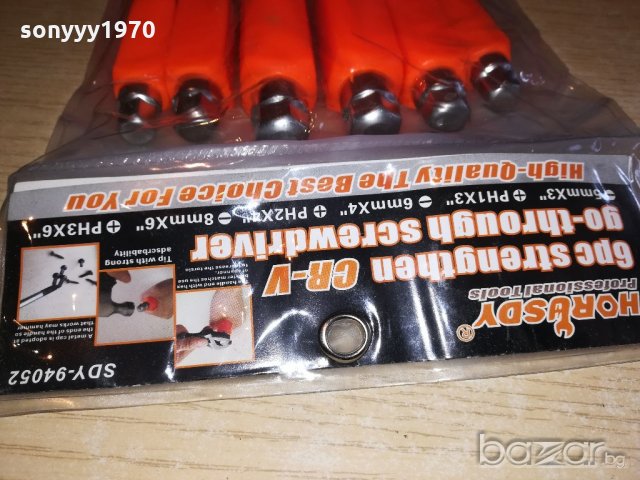 sonyyy1970
HORUSDY®
Professional Tools
6pc strengthen CR-V
go-through Screwdriver
6mmX3" PH1X3" 6mmX4" PH2X4" 8mmX6" PH3X6"
High-Quality The Best Choice For You
Tip with strong
adserbability
A metal cap is adopted at
the ends of the handle so
that works may hammer
SDY-94052
bazar.bg